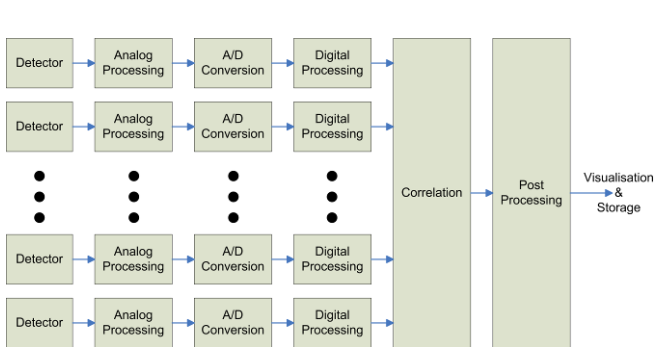 Detector
Analog
Processing
A/D
Conversion
Digital
Processing
Detector
Analog
Processing
A/D
Conversion
Digital
Processing
Correlation
Post
Processing
Visualisation
&
Storage
Detector
Analog
Processing
A/D
Conversion
Digital
Processing
Detector
Analog
Processing
A/D
Conversion
Digital
Processing